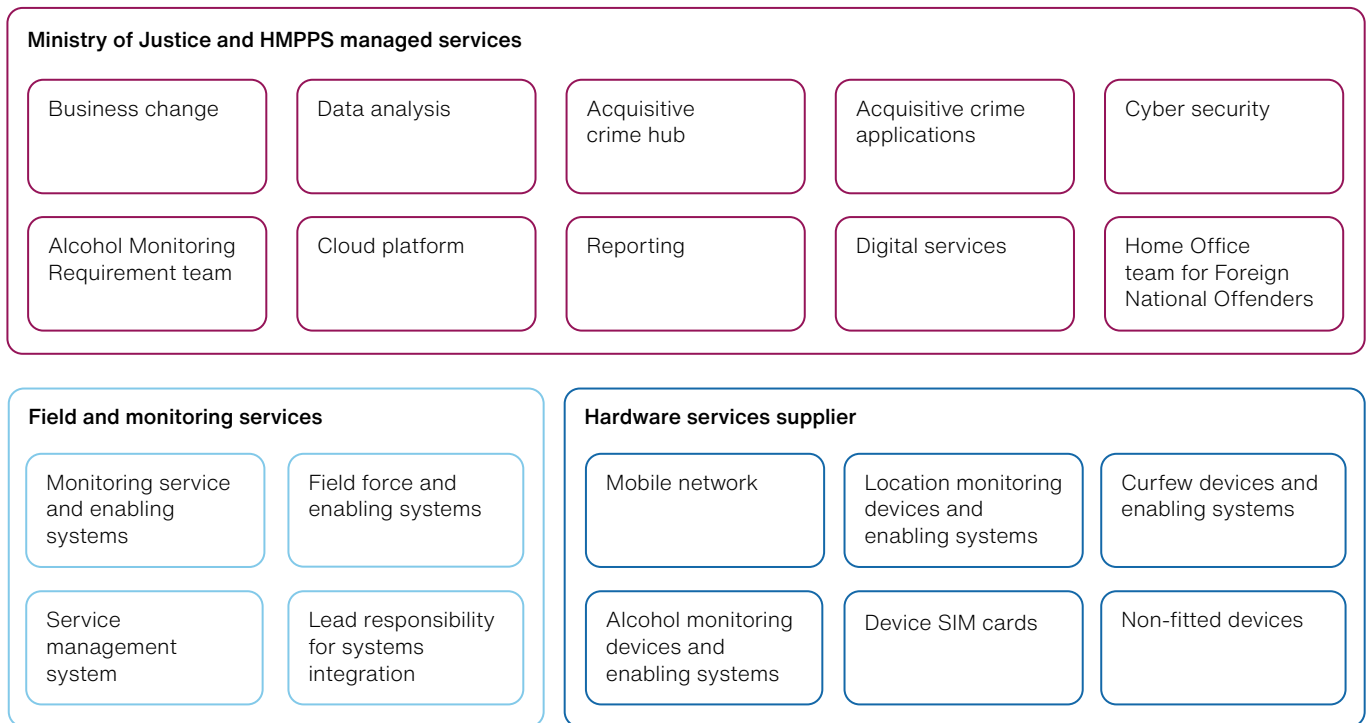 Ministry of Justice and HMPPS managed services
Business change
Data analysis
Acquisitive
crime hub
Acquisitive crime
applications
Cyber security
Alcohol Monitoring
Requirement team
Cloud platform
Reporting
Digital services
Home Office
team for Foreign
National Offenders
Field and monitoring services
Monitoring service
and enabling
systems
Field force and
enabling systems
Service
management
system
Lead responsibility
for systems
integration
Hardware services supplier
Mobile network
Location monitoring
devices and
enabling systems
Curfew devices and
enabling systems
Alcohol monitoring
devices and
enabling systems
Device SIM cards
Non-fitted devices